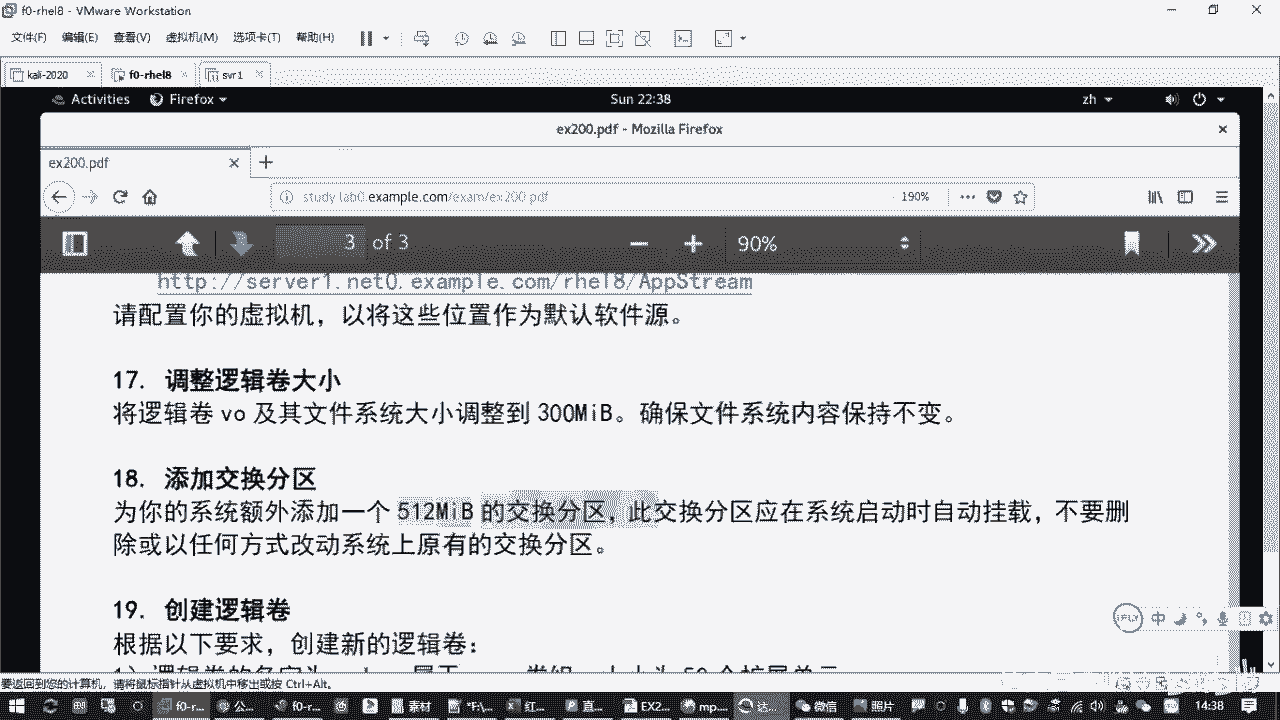 f0-rhel8 - VMware Workstation
文件(F) 编辑(E) 查看(V) 虚拟机(M) 选项卡(T) 帮助(H)
kali-2020 f0-rhel8 svr1
Activities Firefox Sun 22:38 zh
ex200.pdf - Mozilla Firefox
ex200.pdf
study.lab0.example.com/exam/ex200.pdf 190%
3 of 3 90%
http://server1.net0.example.com/rhel8/AppStream
请配置你的虚拟机，以将这些位置作为默认软件源。
17. 调整逻辑卷大小
将逻辑卷 vo 及其文件系统大小调整到 300MiB。确保文件系统内容保持不变。
18. 添加交换分区
为你的系统额外添加一个 512MiB 的交换分区，此交换分区应在系统启动时自动挂载，不要删
除或以任何方式改动系统上原有的交换分区。
19. 创建逻辑卷
根据以下要求，创建新的逻辑卷：
iFLY 中
要返回到您的计算机，请将鼠标指针从虚拟机中移出或按 Ctrl+Alt。
f0-r... 公... f0-r... 素材 *F:\... 红... 直... EX2... mp... 达... 微信 照片 14:38